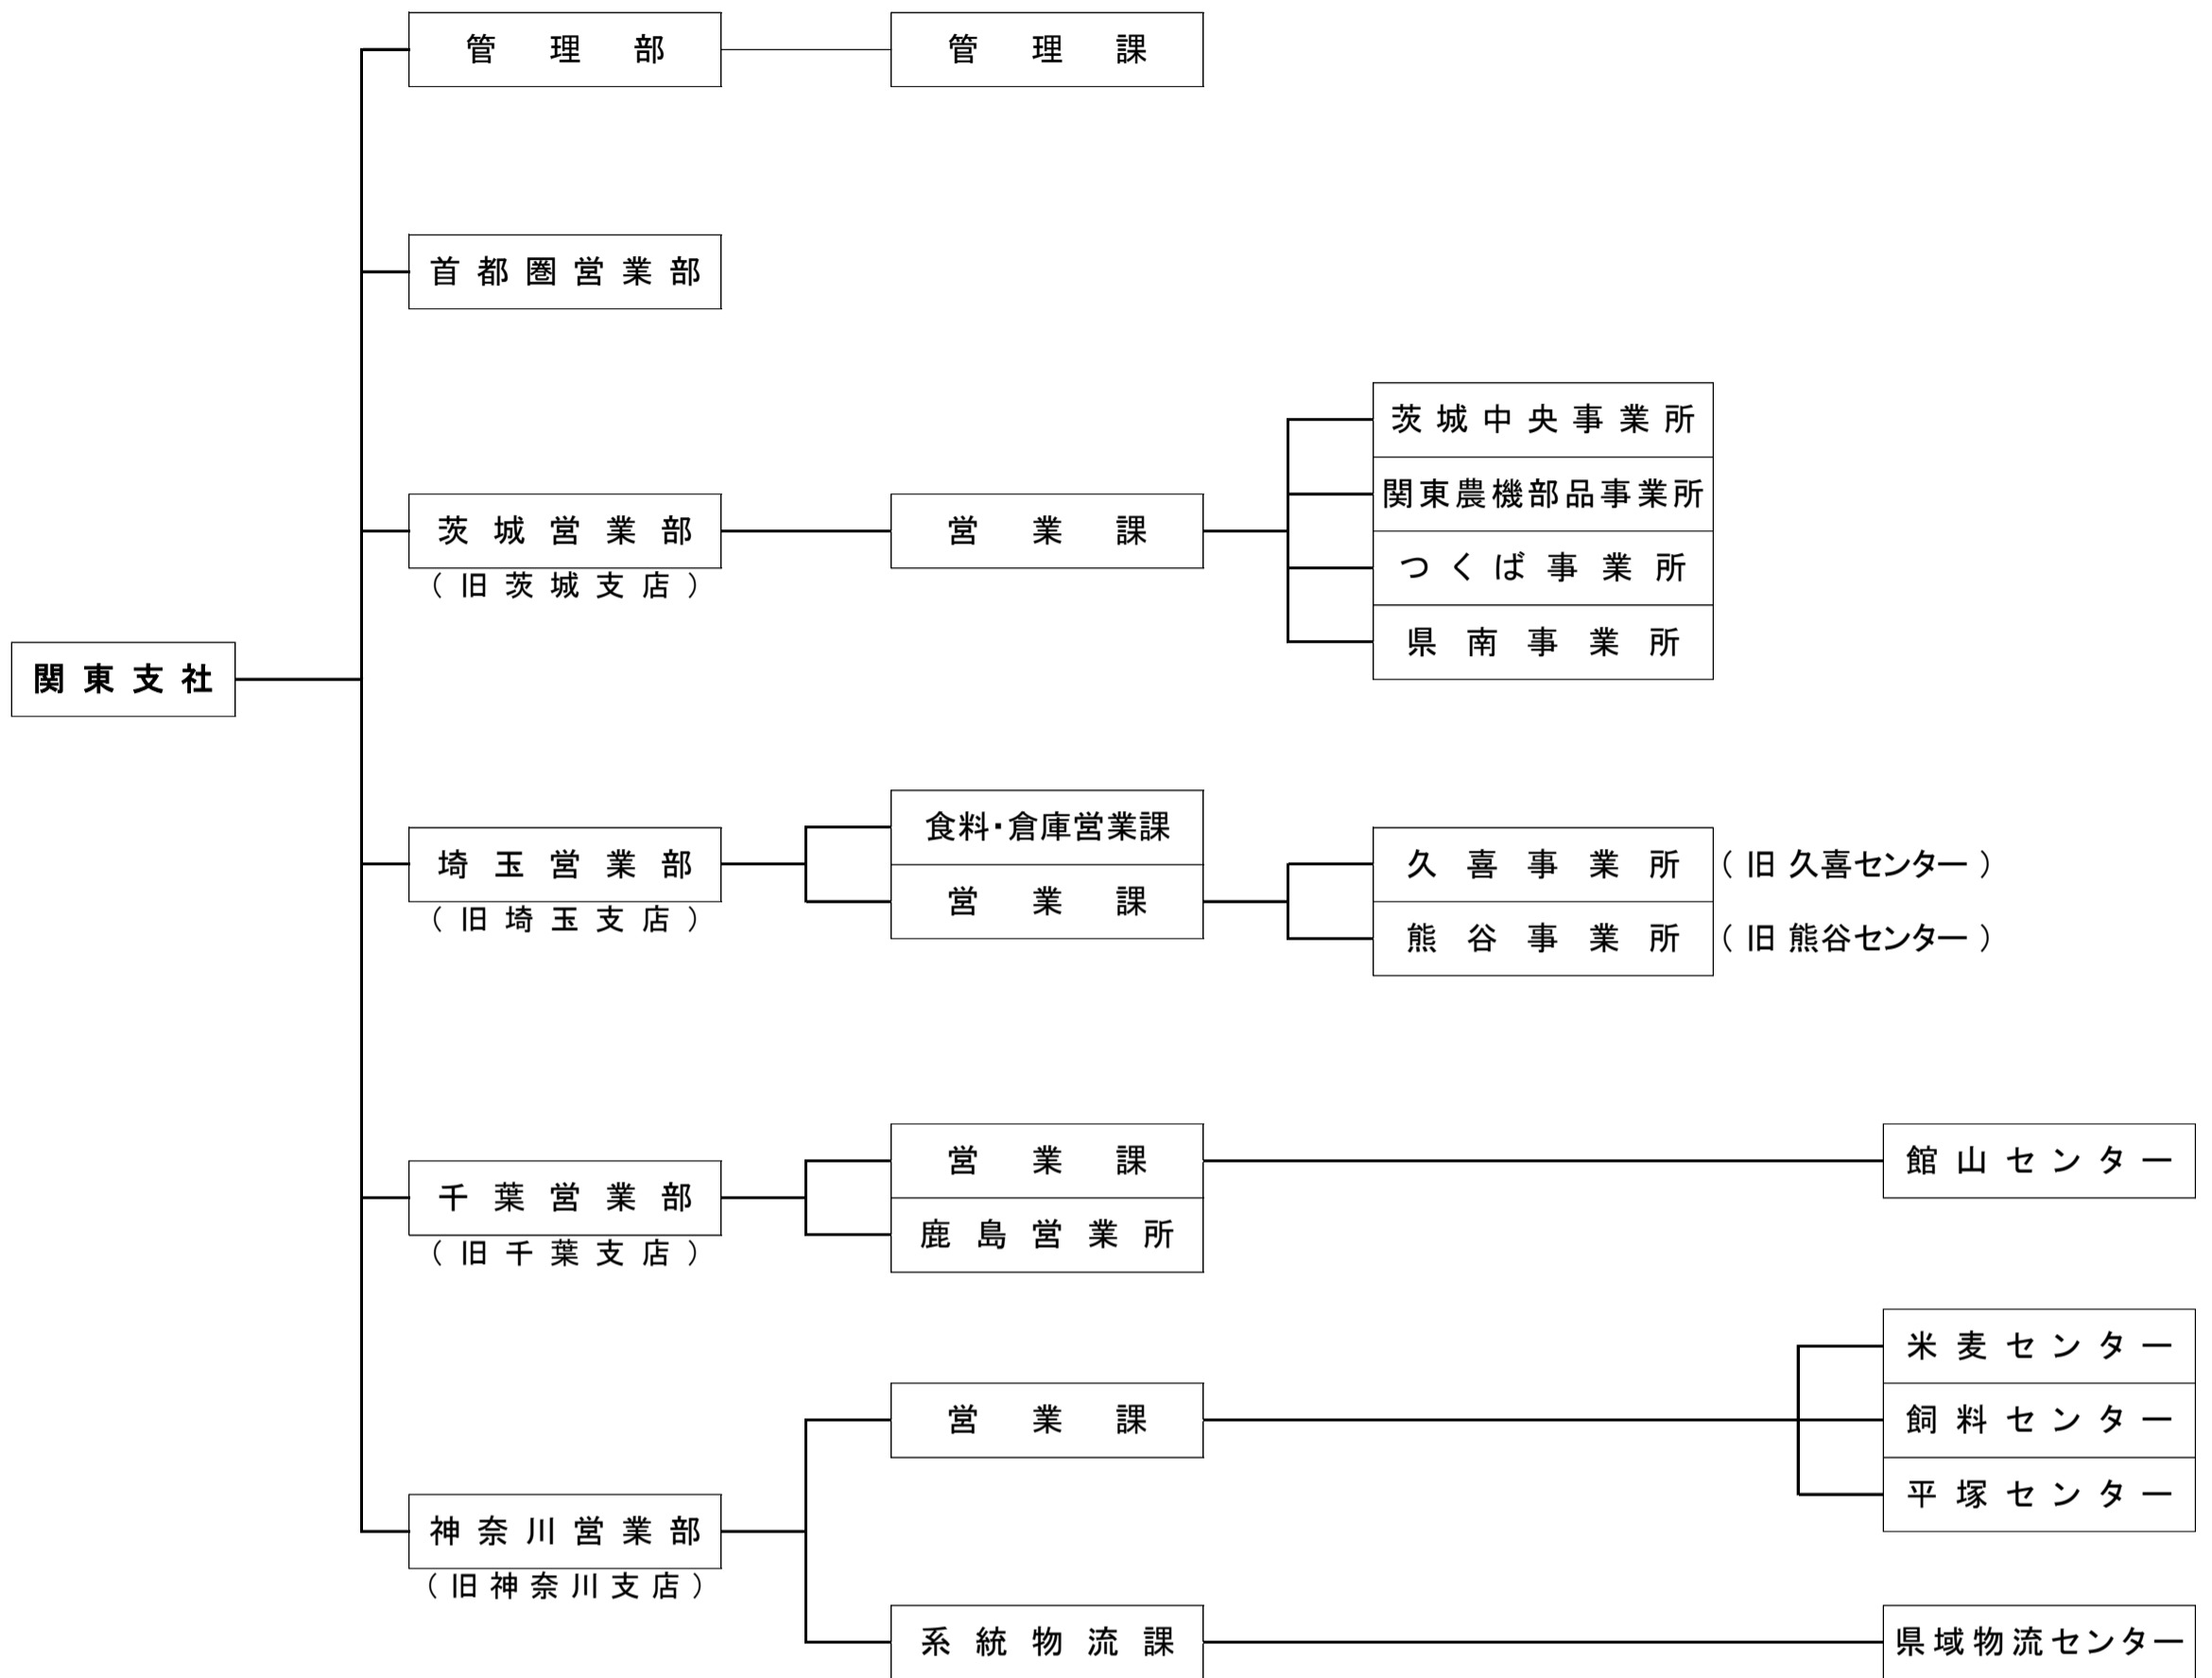 管理部
管理課
首都圏営業部
茨城中央事業所
関東農機部品事業所
茨城営業部
営業課
つくば事業所
（旧茨城支店）
県南事業所
関東支社
食料・倉庫営業課
埼玉営業部
久喜事業所
（旧久喜センター）
営業課
（旧埼玉支店）
熊谷事業所
（旧熊谷センター）
営業課
館山センター
千葉営業部
鹿島営業所
（旧千葉支店）
米麦センター
営業課
飼料センター
平塚センター
神奈川営業部
（旧神奈川支店）
系統物流課
県域物流センター